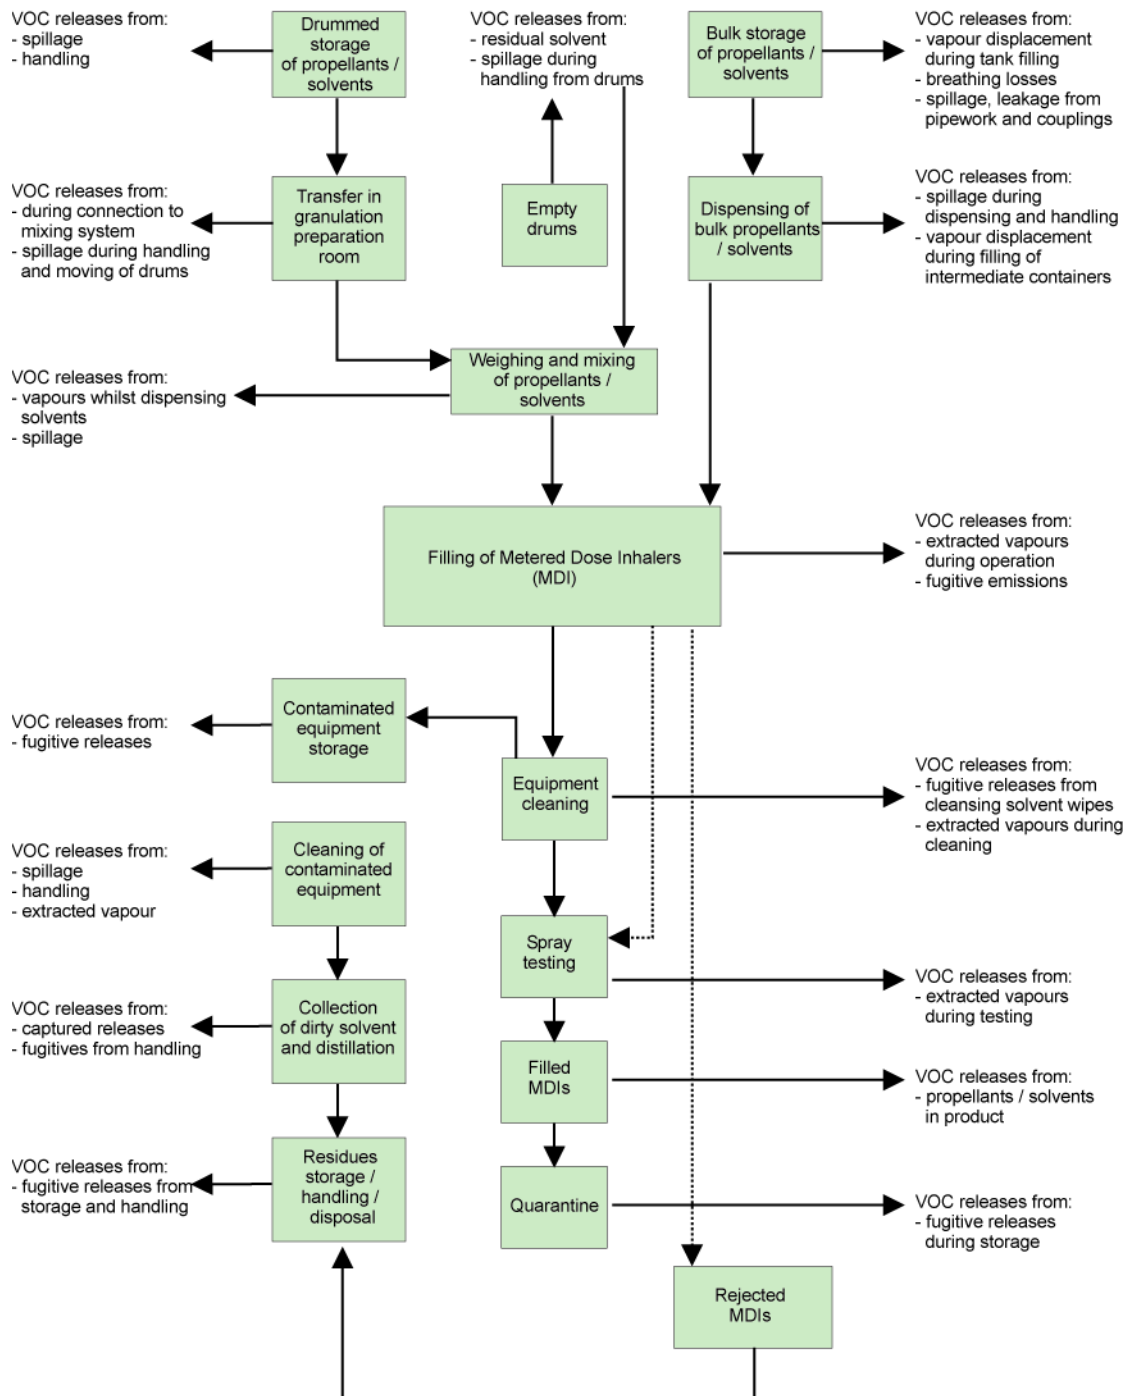 VOC releases from:
- spillage
- handling
Drummed
storage
of propellants /
solvents
VOC releases from:
- residual solvent
- spillage during
handling from drums
Bulk storage
of propellants /
solvents
VOC releases from:
- vapour displacement
during tank filling
- breathing losses
- spillage, leakage from
pipework and couplings
VOC releases from:
- during connection to
mixing system
- spillage during handling
and moving of drums
Transfer in
granulation
preparation
room
Empty
drums
Dispensing of
bulk propellants
/ solvents
VOC releases from:
- spillage during
dispensing and handling
- vapour displacement
during filling of
intermediate containers
VOC releases from:
- vapours whilst dispensing
solvents
- spillage
Weighing and mixing
of propellants /
solvents
Filling of Metered Dose Inhalers
(MDI)
VOC releases from:
- extracted vapours
during operation
- fugitive emissions
VOC releases from:
- fugitive releases
Contaminated
equipment
storage
Equipment
cleaning
VOC releases from:
- fugitive releases from
cleansing solvent wipes
- extracted vapours during
cleaning
VOC releases from:
- spillage
- handling
- extracted vapour
Cleaning of
contaminated
equipment
Spray
testing
VOC releases from:
- extracted vapours
during testing
VOC releases from:
- captured releases
- fugitives from handling
Collection
of dirty solvent
and distillation
Filled
MDIs
VOC releases from:
- propellants / solvents
in product
VOC releases from:
- fugitive releases from
storage and handling
Residues
storage /
handling /
disposal
Quarantine
VOC releases from:
- fugitive releases
during storage
Rejected
MDIs